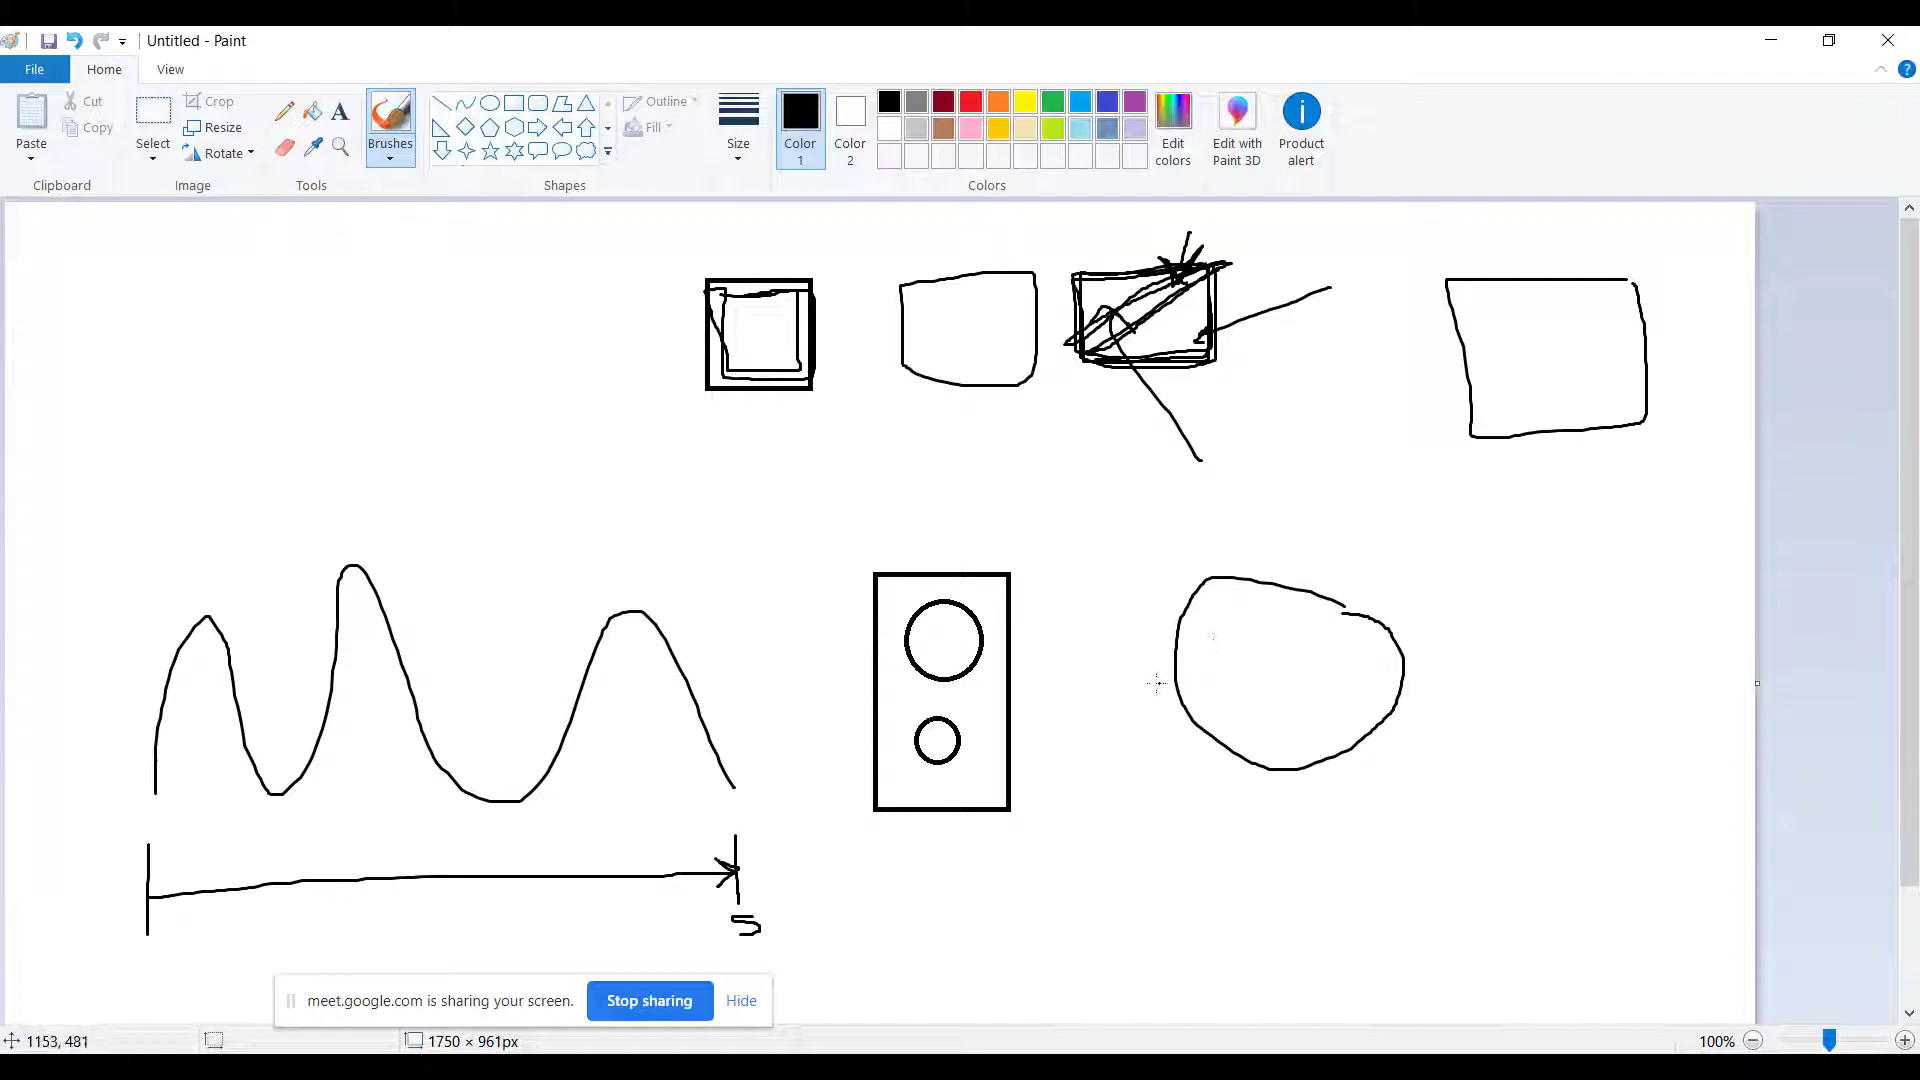 Untitled - Paint
File Home View
Paste
Cut
Copy
Clipboard
Select
Crop
Resize
Rotate
Image
A
Tools
Brushes
Shapes
Outline
Fill
Size
Color 1
Color 2
Colors
Edit colors
Edit with Paint 3D
Product alert
5
meet.google.com is sharing your screen. Stop sharing Hide
1153, 481
1750 × 961px
100%